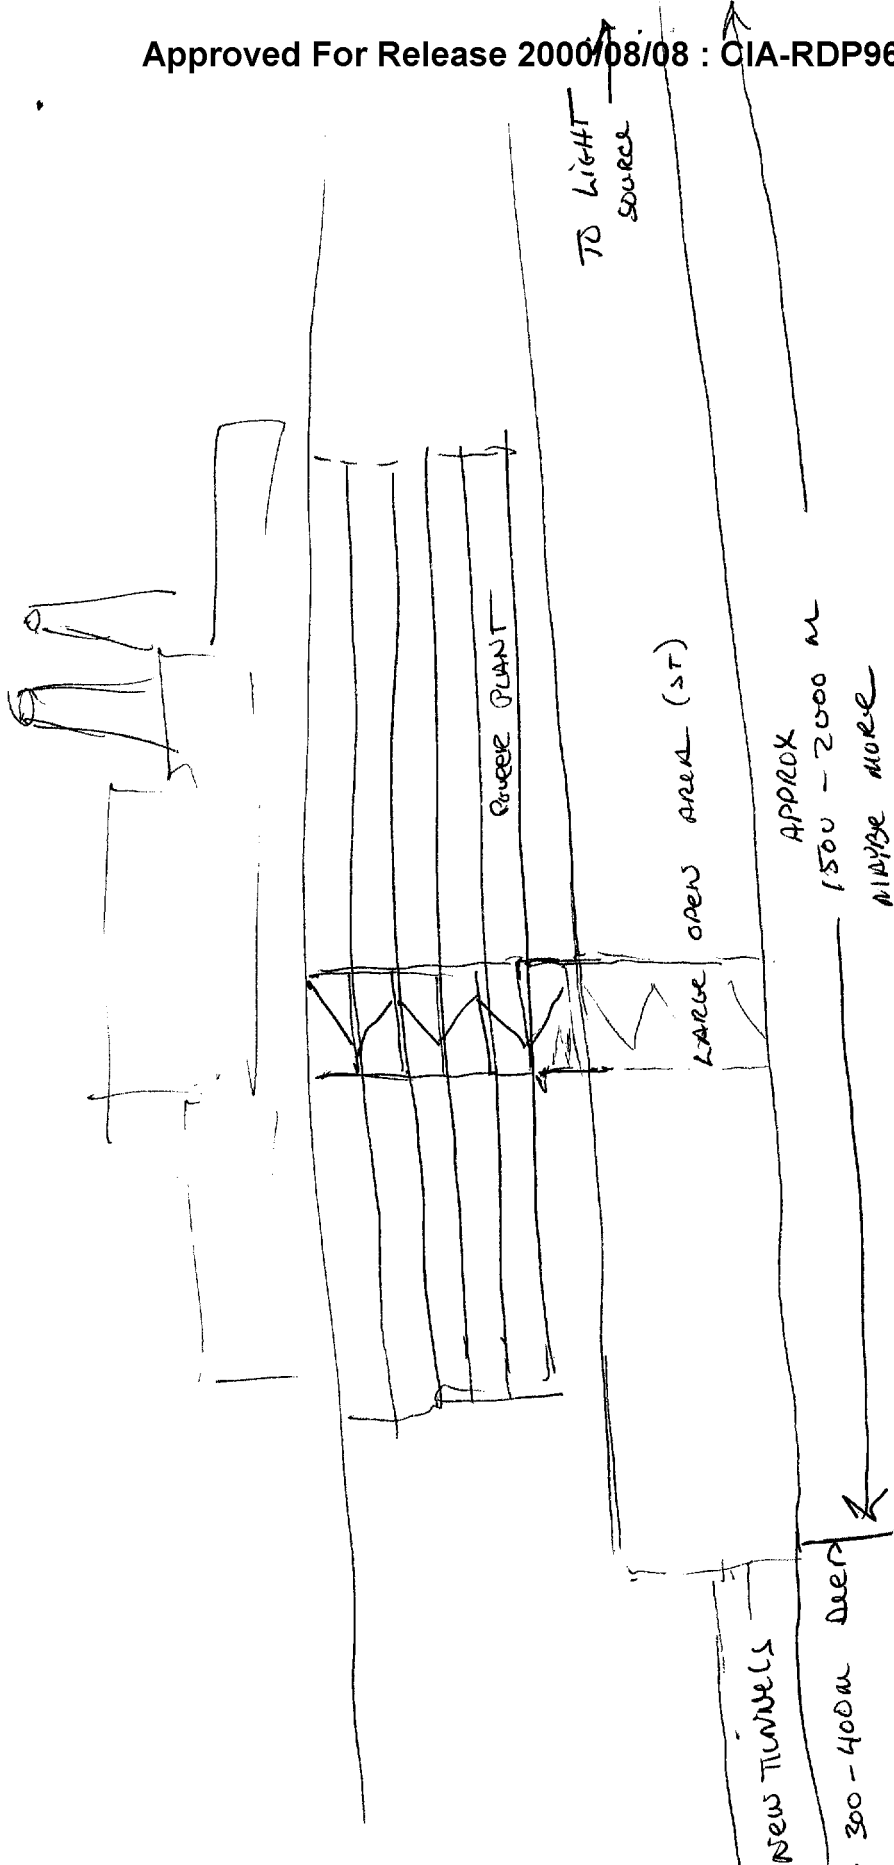 Approved For Release 2000/08/08 : CIA-RDP96
TO LIGHT
SOURCE
POWER PLANT
LARGE OPEN AREA (ST)
APPROX
1500 - 2000 m
MAYBE MORE
NEW TUNNELS
300 - 400m DEEP